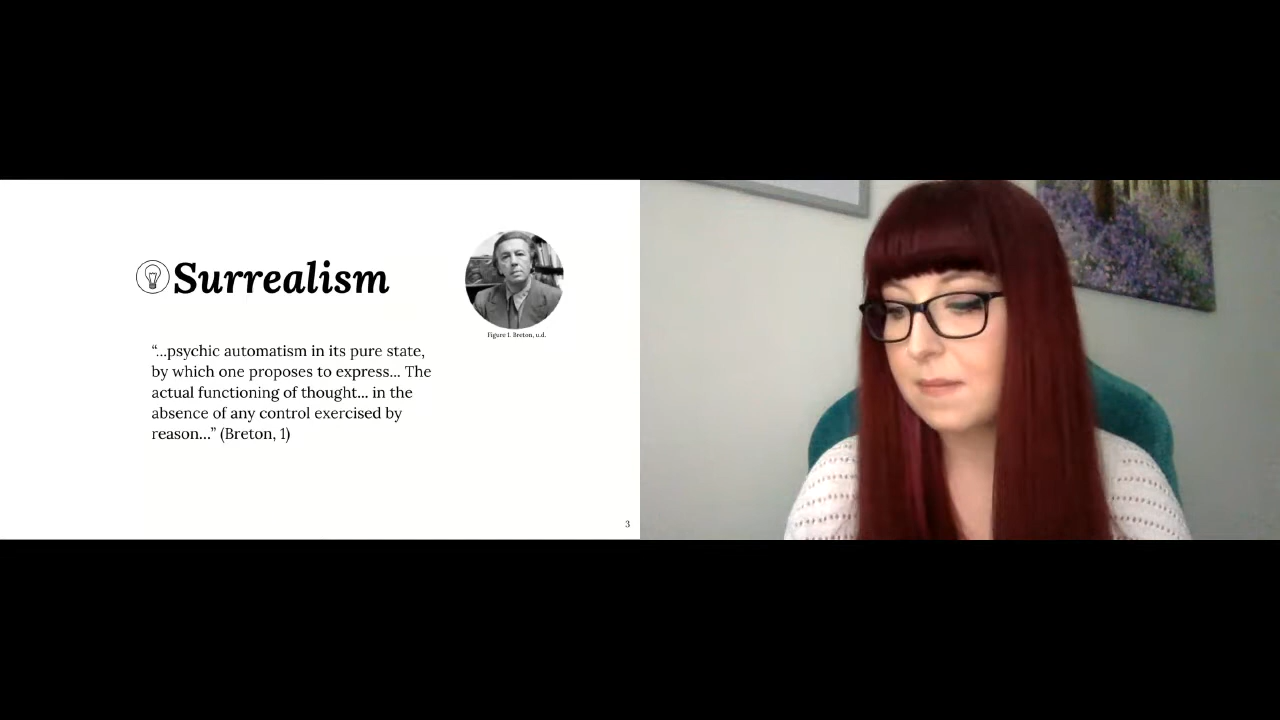 Surrealism
Figure 1. Breton, u.d.
“...psychic automatism in its pure state,
by which one proposes to express... The
actual functioning of thought... in the
absence of any control exercised by
reason...” (Breton, 1)
3